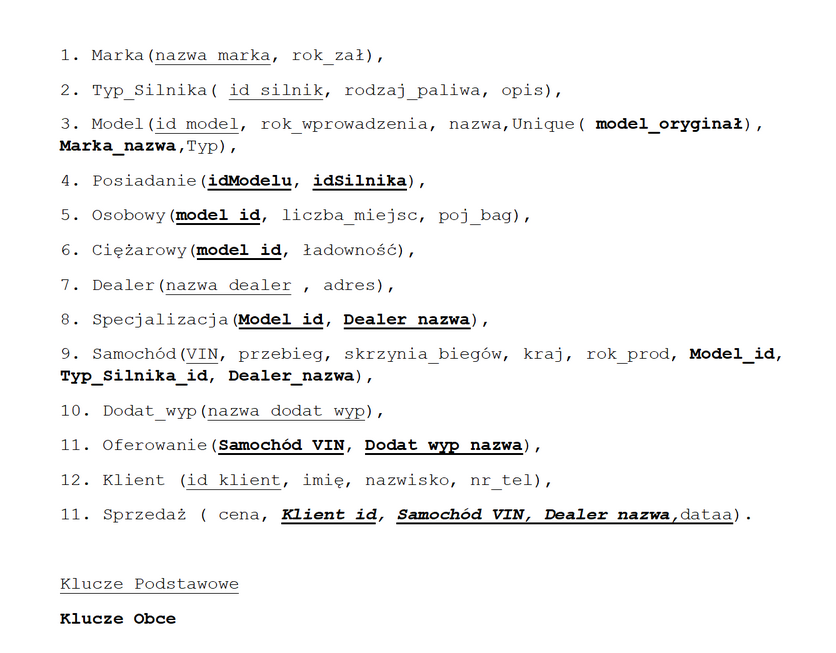 1. Marka(nazwa_marka, rok_zał),
2. Typ_Silnika( id_silnik, rodzaj_paliwa, opis),
3. Model(id_model, rok_wprowadzenia, nazwa,Unique( model_oryginał),
Marka_nazwa,Typ),
4. Posiadanie(idModelu, idSilnika),
5. Osobowy(model_id, liczba_miejsc, poj_bag),
6. Ciężarowy(model_id, ładowność),
7. Dealer(nazwa_dealer , adres),
8. Specjalizacja(Model_id, Dealer_nazwa),
9. Samochód(VIN, przebieg, skrzynia_biegów, kraj, rok_prod, Model_id,
Typ_Silnika_id, Dealer_nazwa),
10. Dodat_wyp(nazwa_dodat_wyp),
11. Oferowanie(Samochód_VIN, Dodat_wyp_nazwa),
12. Klient (id_klient, imię, nazwisko, nr_tel),
11. Sprzedaż ( cena, Klient_id, Samochód_VIN, Dealer_nazwa,dataa).
Klucze Podstawowe
Klucze Obce